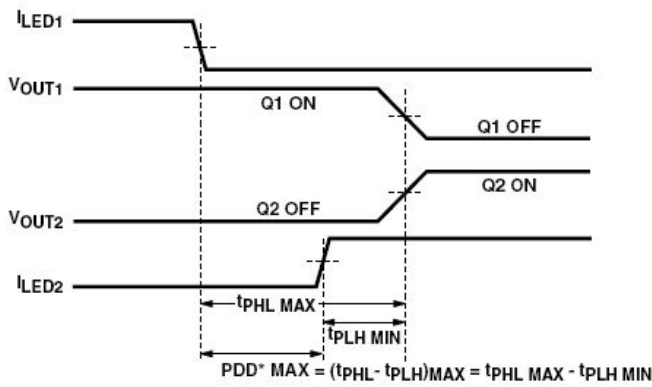 ILED1
VOUT1
Q1 ON
Q1 OFF
Q2 ON
Q2 OFF
VOUT2
ILED2
tPHL MAX
tPLH MIN
PDD* MAX = (tPHL- tPLH)MAX = tPHL MAX - tPLH MIN